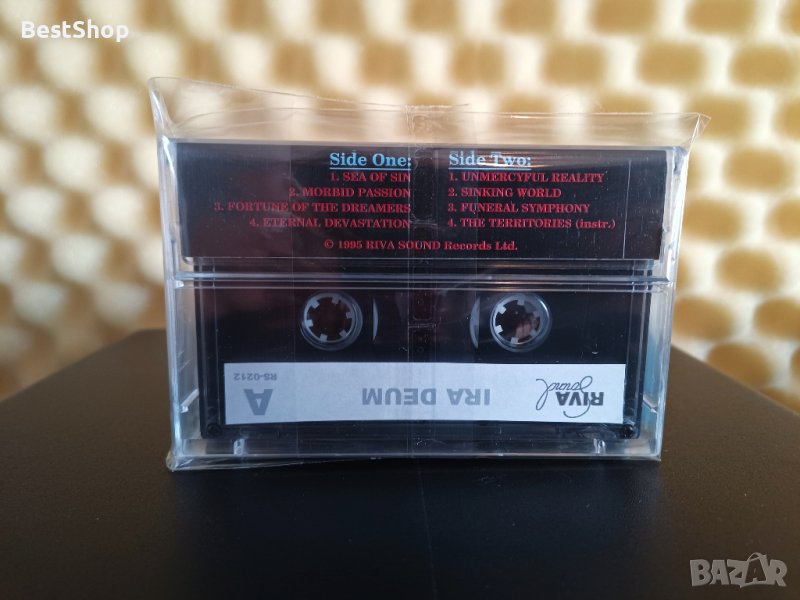 BestShop
Side One:
1. SEA OF SIN
2. MORBID PASSION
3. FORTUNE OF THE DREAMERS
4. ETERNAL DEVASTATION
Side Two:
1. UNMERCYFUL REALITY
2. SINKING WORLD
3. FUNERAL SYMPHONY
4. THE TERRITORIES (instr.)
© 1995 RIVA SOUND Records Ltd.
RIVA
Sound
IRA DEUM
A
RS-0212
BAZAR